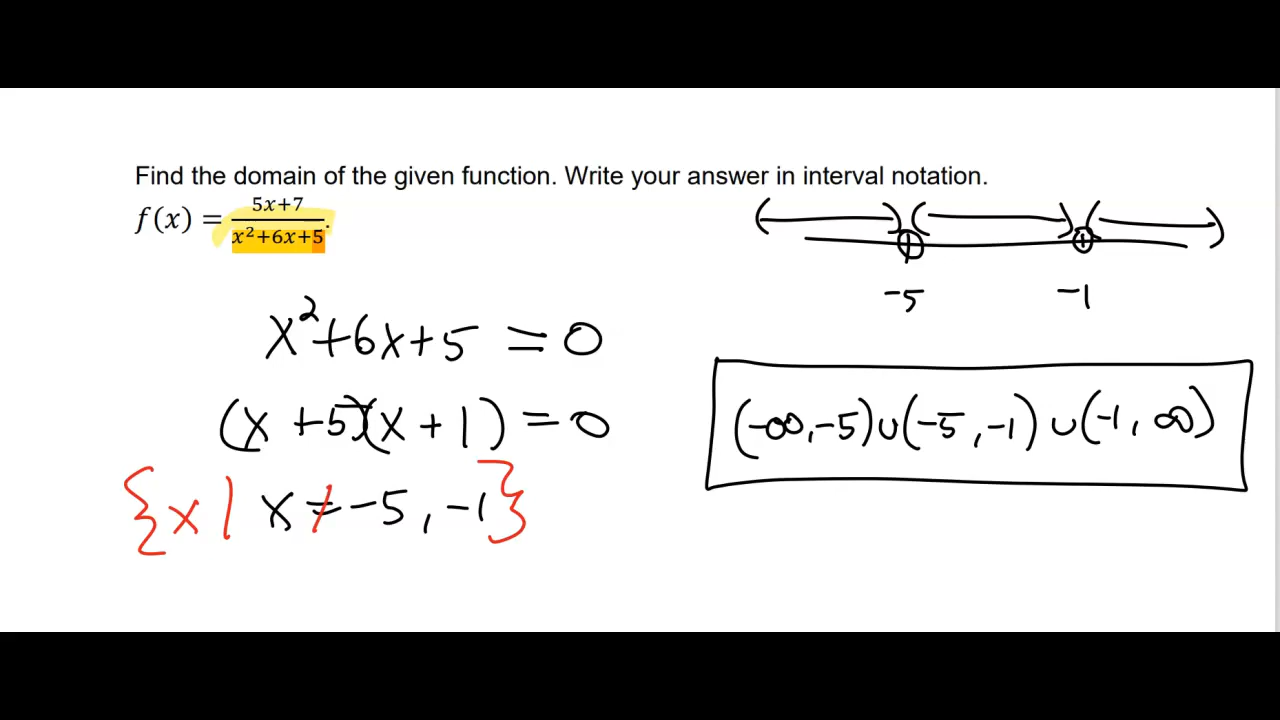 Find the domain of the given function. Write your answer in interval notation.
f(x) = 5x+7 / x²+6x+5.
x² + 6x + 5 = 0
(x + 5)(x + 1) = 0
{x | x ≠ -5, -1}
-5 -1
(-∞, -5) ∪ (-5, -1) ∪ (-1, ∞)